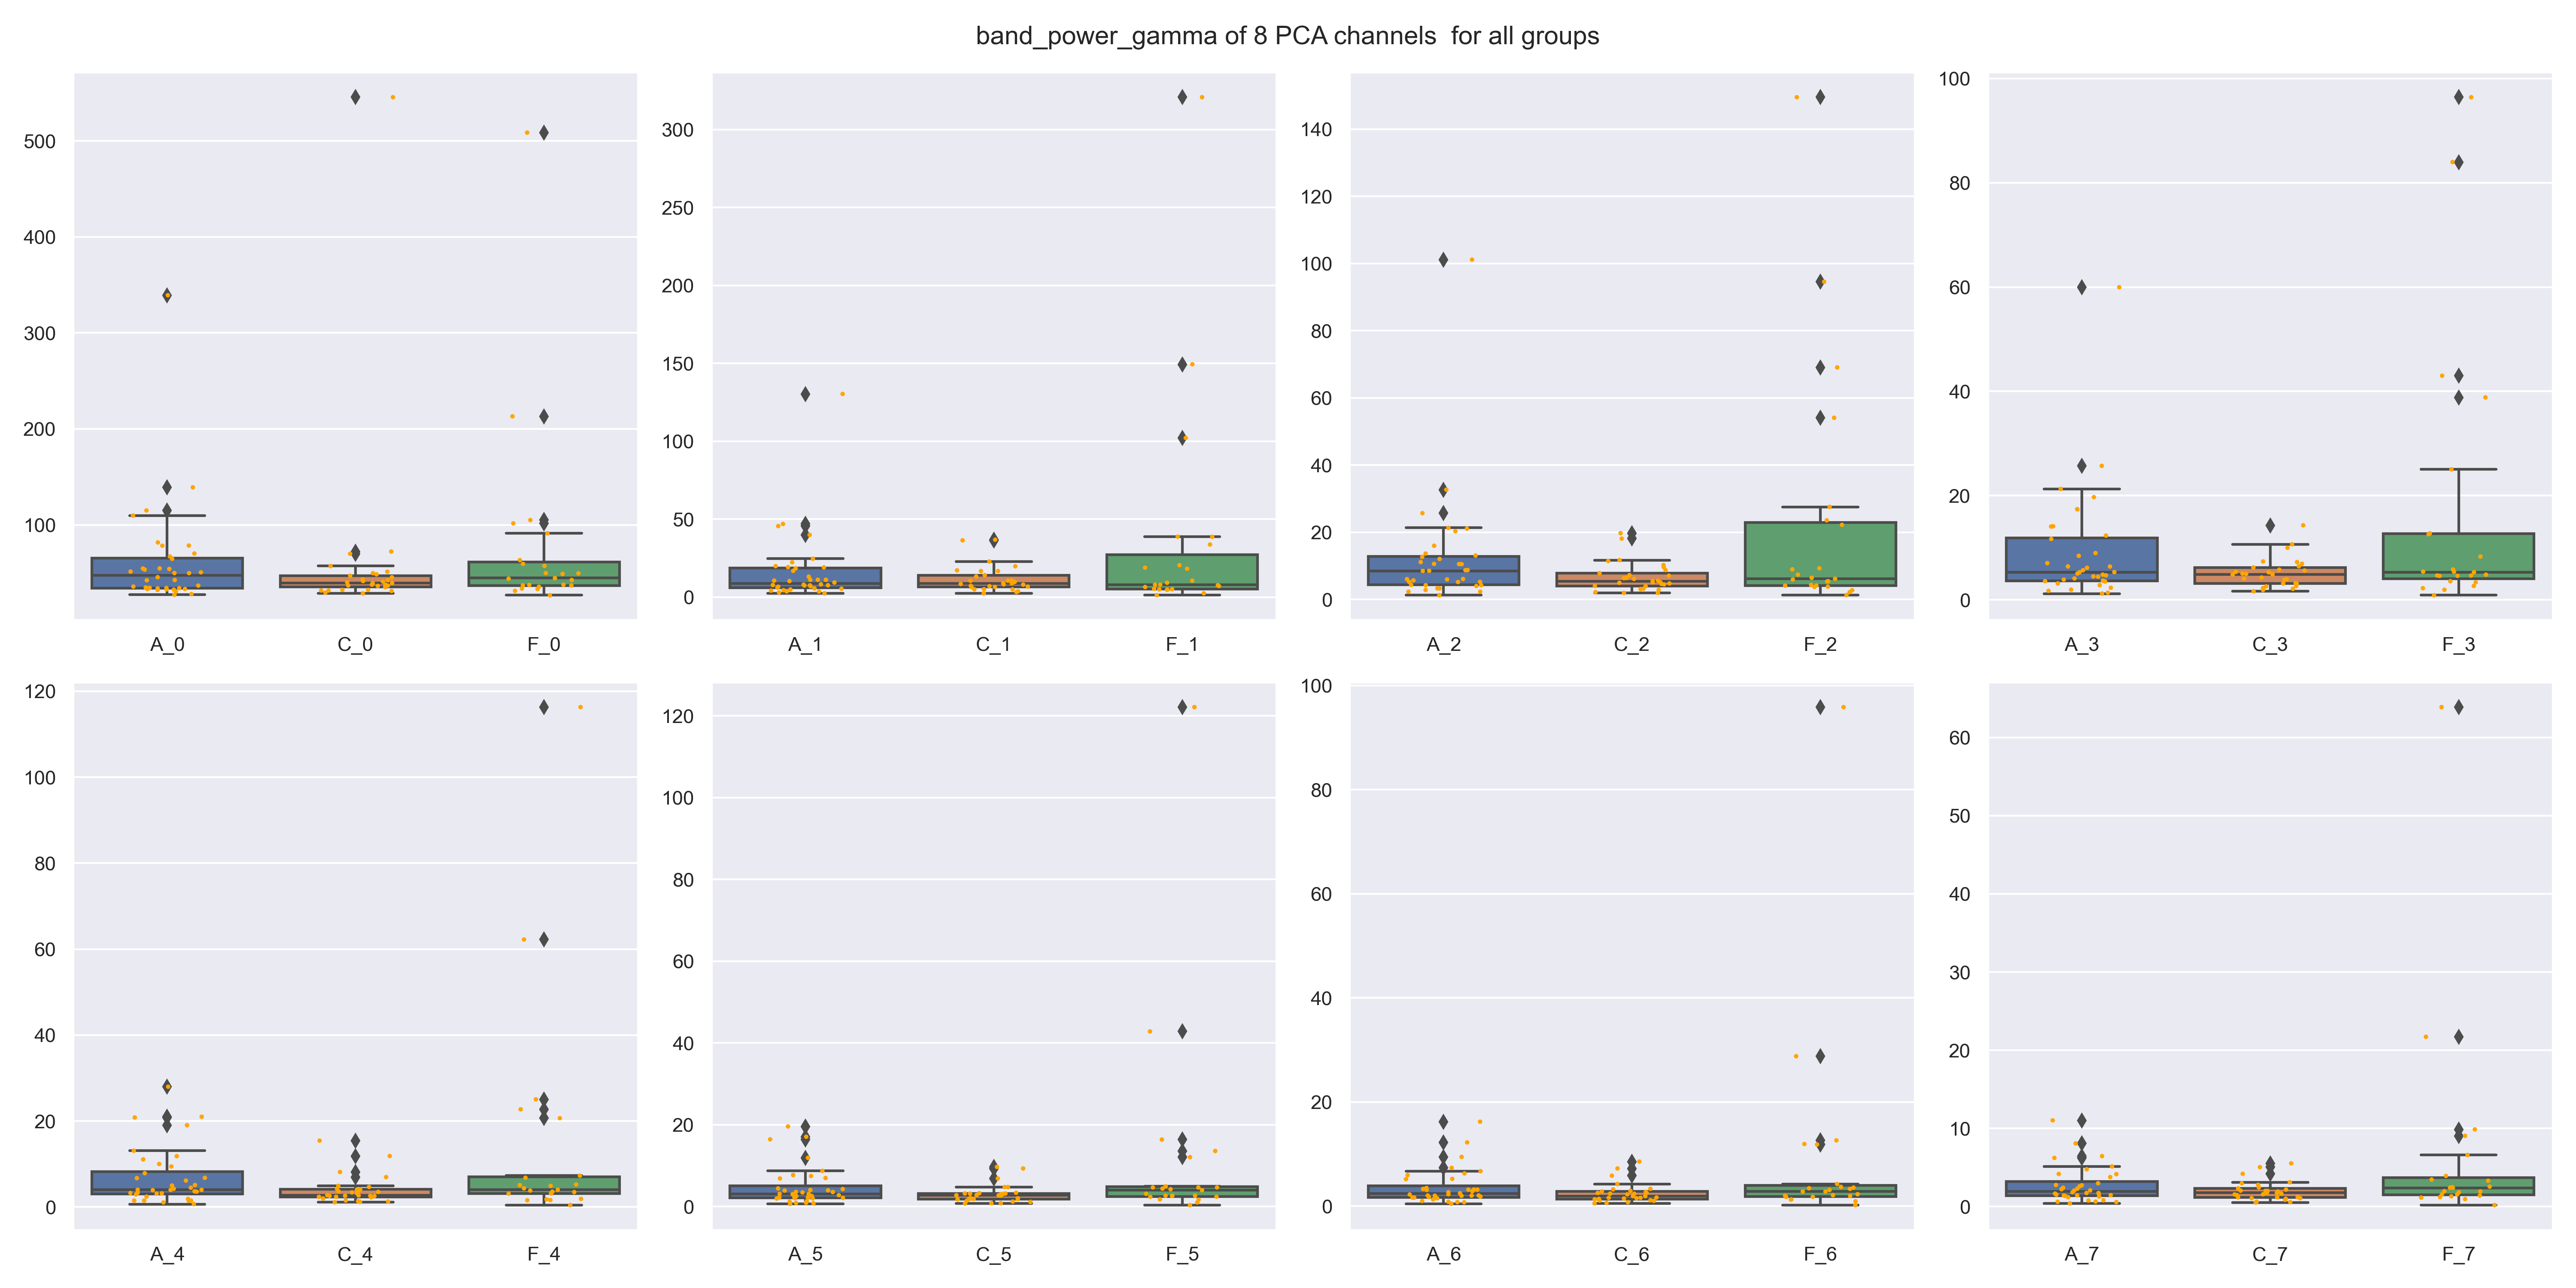 band_power_gamma of 8 PCA channels  for all groups
500
400
300
200
100
A_0
C_0
F_0
300
250
200
150
100
50
0
A_1
C_1
F_1
140
120
100
80
60
40
20
0
A_2
C_2
F_2
100
80
60
40
20
0
A_3
C_3
F_3
120
100
80
60
40
20
0
A_4
C_4
F_4
120
100
80
60
40
20
0
A_5
C_5
F_5
100
80
60
40
20
0
A_6
C_6
F_6
60
50
40
30
20
10
0
A_7
C_7
F_7